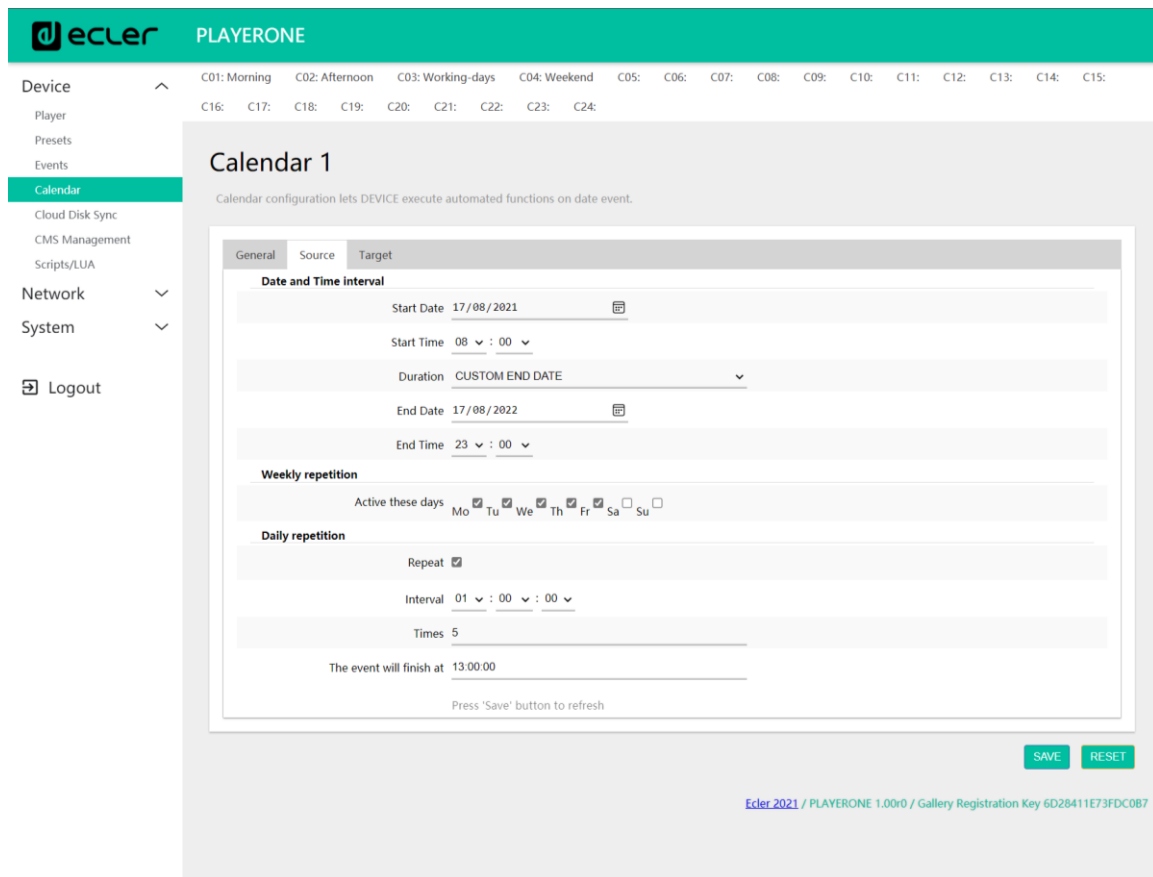 ecler
PLAYERONE
Device
Player
Presets
Events
Calendar
Cloud Disk Sync
CMS Management
Scripts/LUA
Network
System
Logout
C01: Morning C02: Afternoon C03: Working-days C04: Weekend C05: C06: C07: C08: C09: C10: C11: C12: C13: C14: C15:
C16: C17: C18: C19: C20: C21: C22: C23: C24:
Calendar 1
Calendar configuration lets DEVICE execute automated functions on date event.
General Source Target
Date and Time interval
Start Date 17/08/2021
Start Time 08 : 00
Duration CUSTOM END DATE
End Date 17/08/2022
End Time 23 : 00
Weekly repetition
Active these days Mo Tu We Th Fr Sa Su
Daily repetition
Repeat
Interval 01 : 00 : 00
Times 5
The event will finish at 13:00:00
Press 'Save' button to refresh
SAVE RESET
Ecler 2021 / PLAYERONE 1.00r0 / Gallery Registration Key 6D28411E73FDC0B7